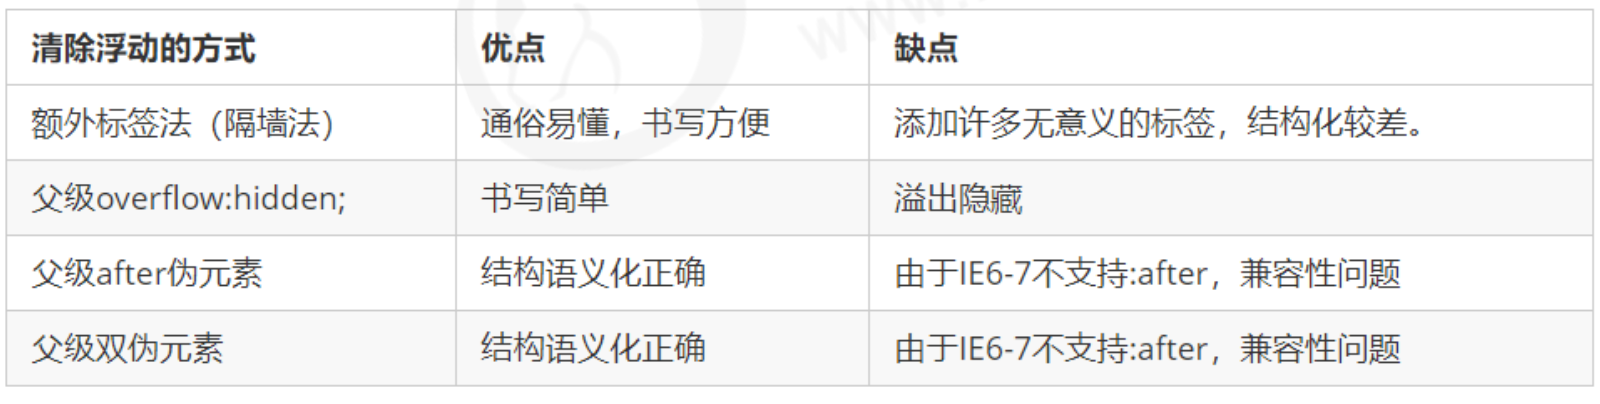 清除浮动的方式 优点 缺点
额外标签法（隔墙法） 通俗易懂，书写方便 添加许多无意义的标签，结构化较差。
父级overflow:hidden; 书写简单 溢出隐藏
父级after伪元素 结构语义化正确 由于IE6-7不支持:after，兼容性问题
父级双伪元素 结构语义化正确 由于IE6-7不支持:after，兼容性问题
www.